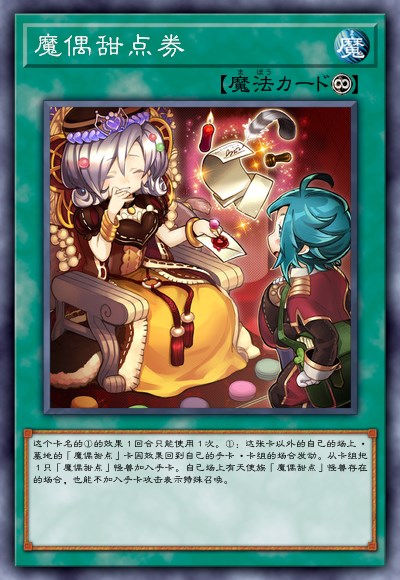 魔偶甜点券
魔
【魔法カード】
まほう
这个卡名的①的效果1回合只能使用1次。①:这张卡以外的自己的场上·
墓地的「魔偶甜点」卡因效果回到自己的手卡·卡组的场合发动。从卡组把
1只「魔偶甜点」怪兽加入手卡。自己场上有天使族「魔偶甜点」怪兽存在
的场合,也能不加入手卡攻击表示特殊召唤。